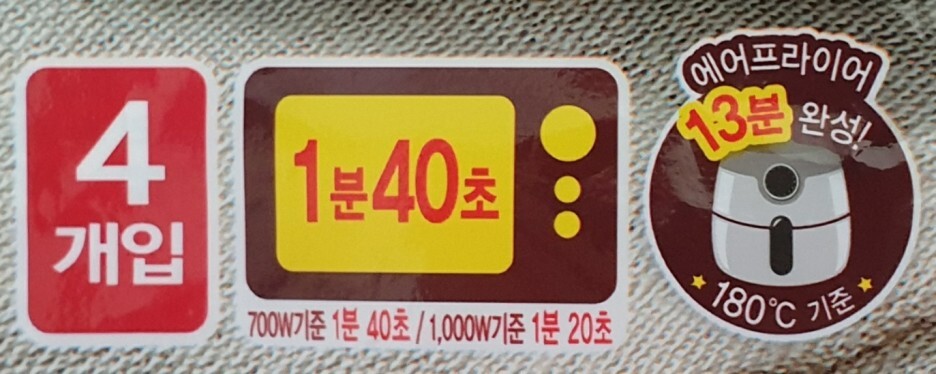 4
개입
1분40초
700W기준 1분 40초 / 1,000W기준 1분 20초
에어프라이어
13분 완성!
180℃ 기준